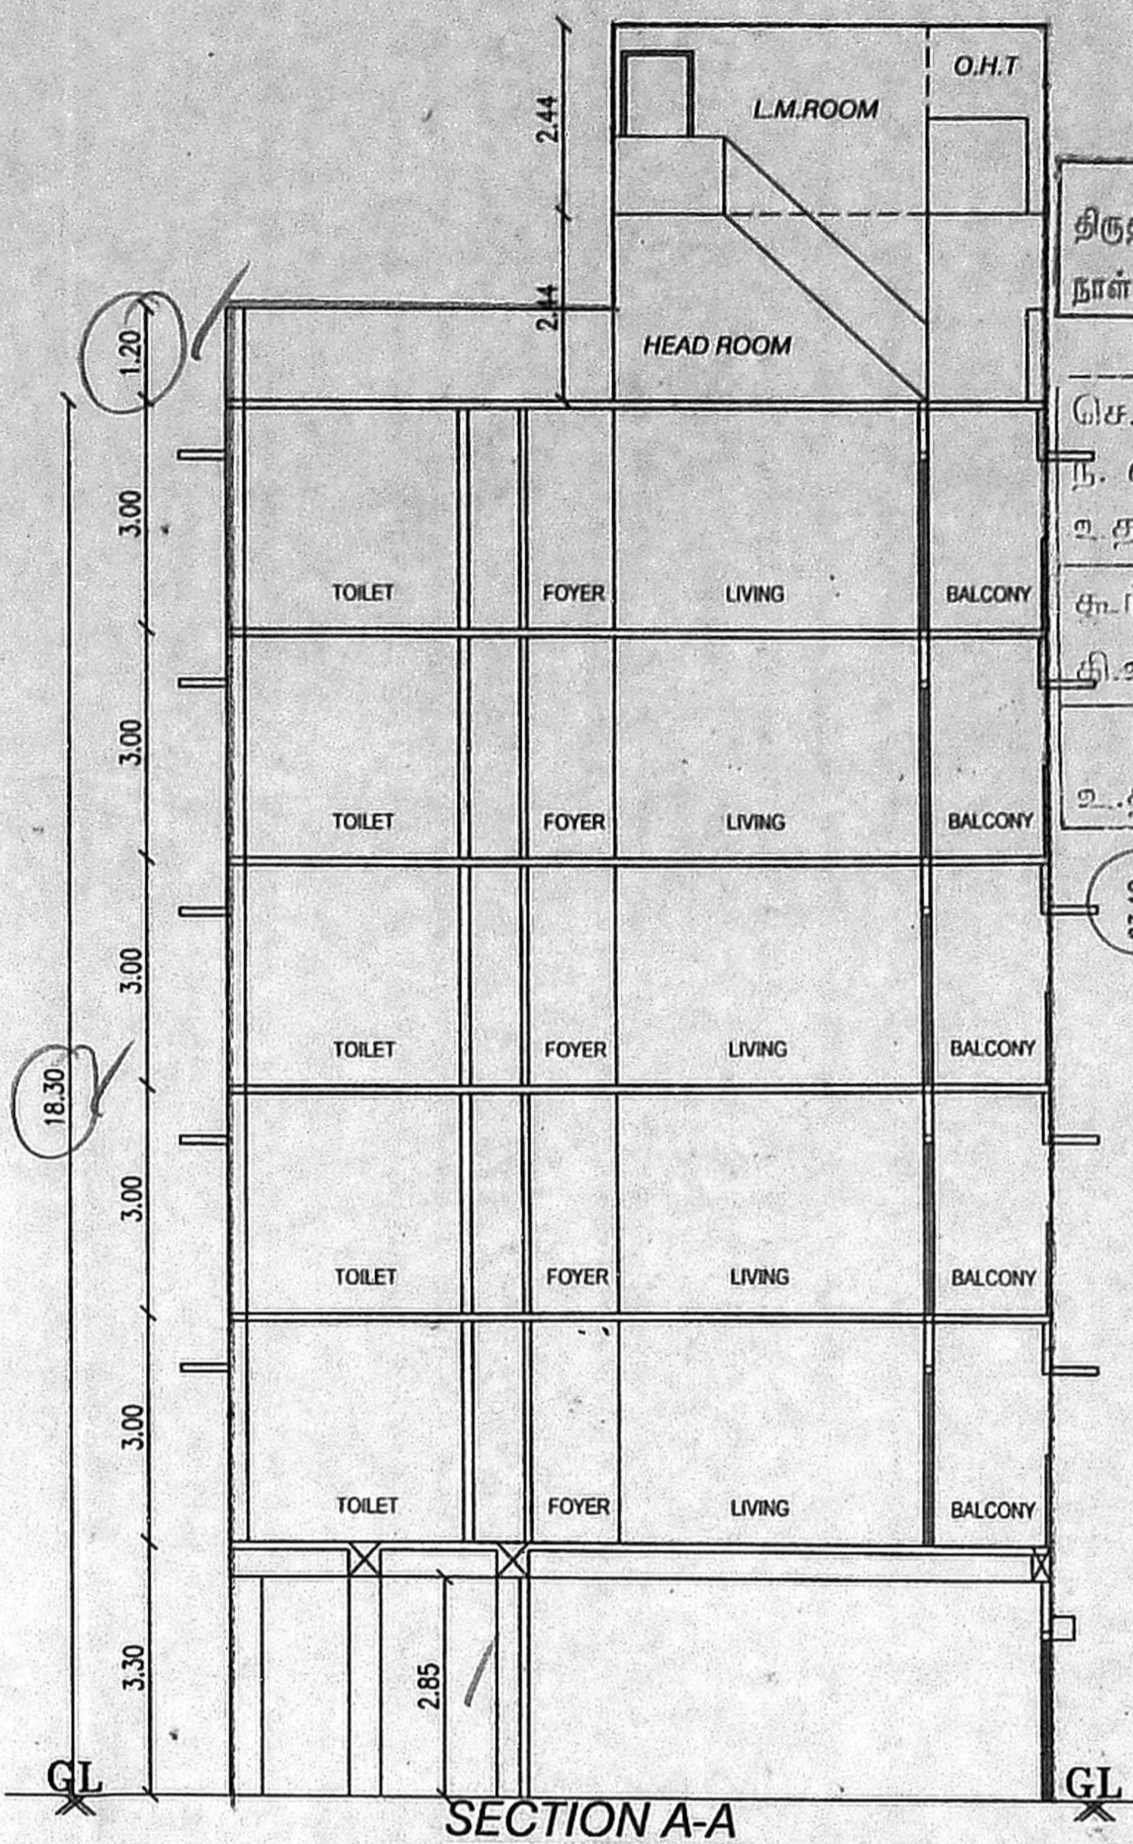 O.H.T
L.M.ROOM
2.44
2.44
HEAD ROOM
1.20
நாள்
3.00
TOILET FOYER LIVING BALCONY
3.00
TOILET FOYER LIVING BALCONY
3.00
TOILET FOYER LIVING BALCONY
18.30
3.00
TOILET FOYER LIVING BALCONY
3.00
TOILET FOYER LIVING BALCONY
3.30
2.85
GL GL
SECTION A-A